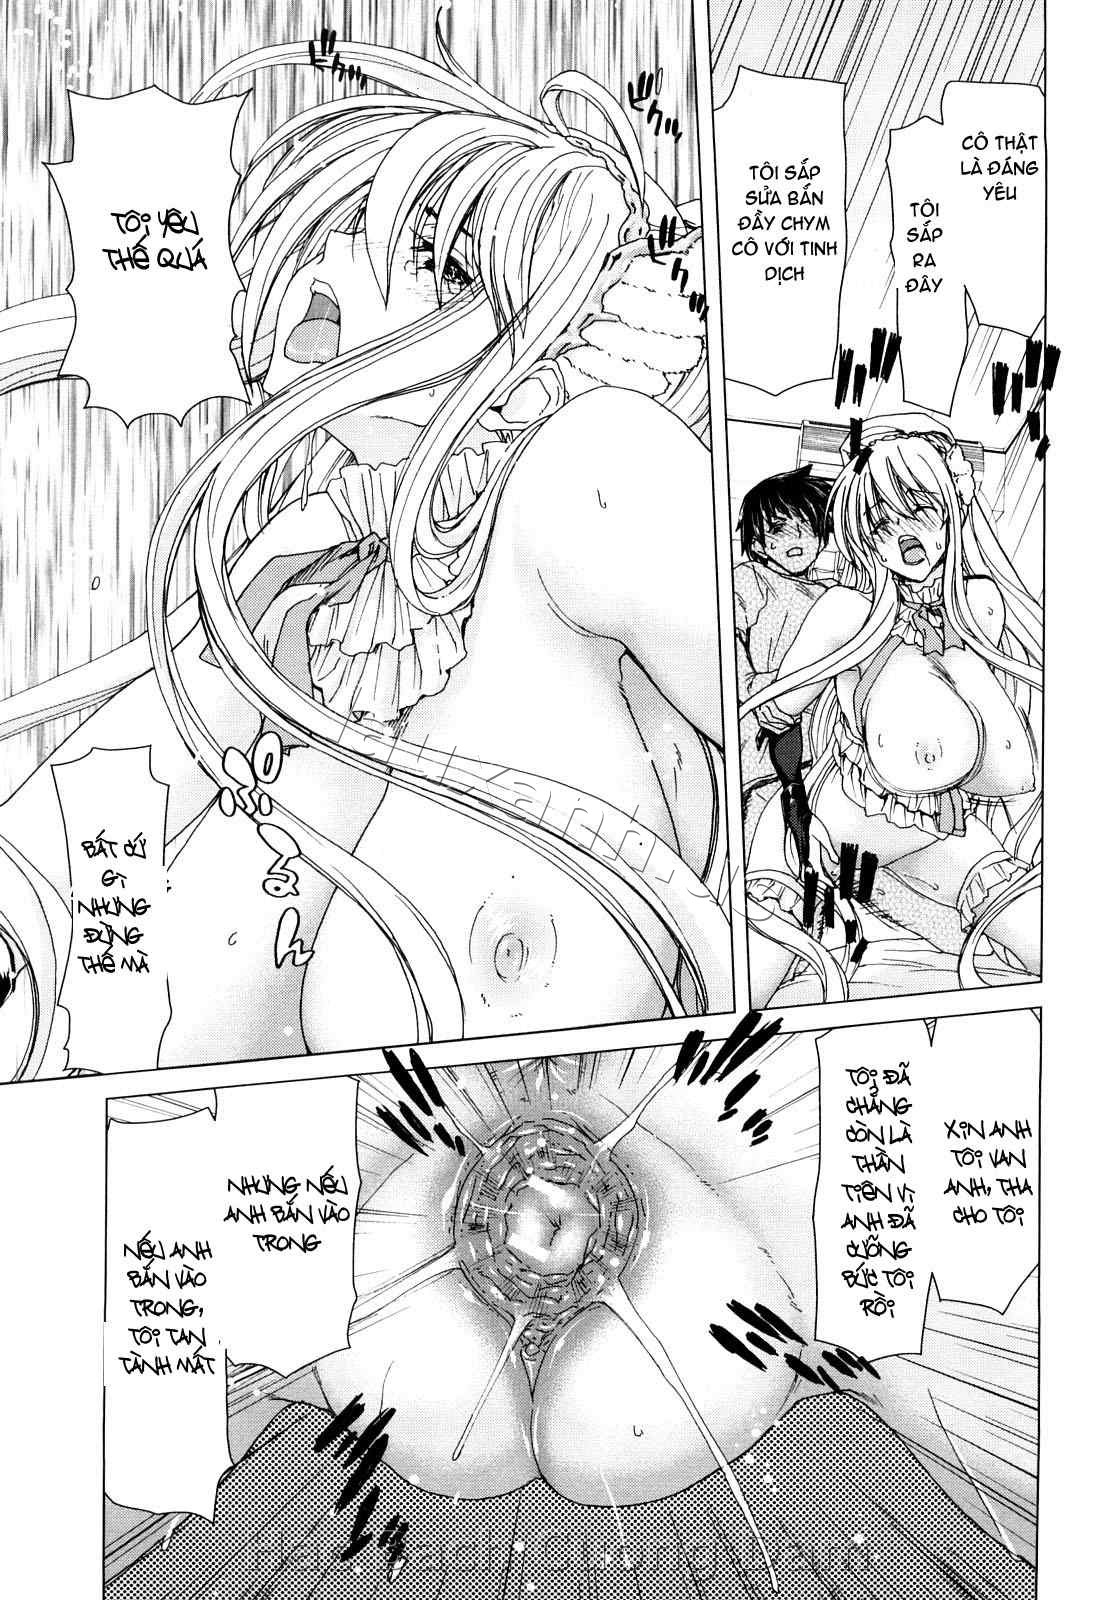 CÔ THẬT
LÀ ĐÁNG
YÊU
TÔI
SẮP
RA
ĐÂY
TÔI SẮP
SỬA BẮN
ĐẦY CHYM
CÔ VỚI TINH
DỊCH
TÔI YÊU
THẾ QUÁ
BẤT CỨ
GÌ
NHƯNG
ĐỪNG
THẾ MÀ
XIN ANH
TÔI VAN
ANH, THA
CHO TÔI
TÔI ĐÃ
CHẲNG
CÒN LÀ
THẦN
TIÊN VÌ
ANH ĐÃ
CƯỠNG
BỨC TÔI
RỒI
NHƯNG NẾU
ANH BẮN VÀO
TRONG
NẾU ANH
BẮN VÀO
TRONG,
TÔI TAN
TÀNH MẤT